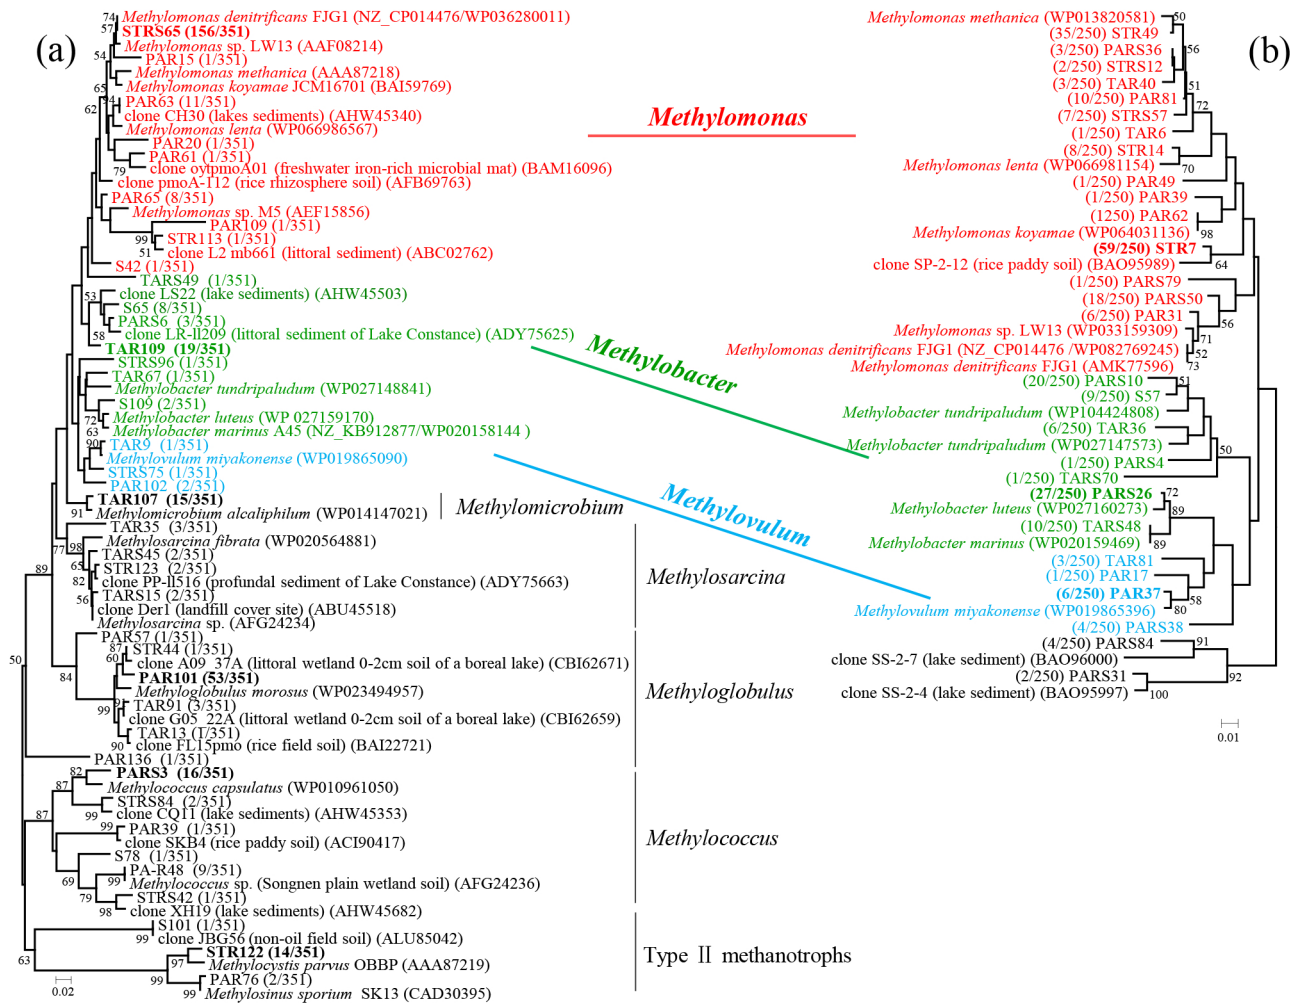 (a)
74
Methylomonas denitrificans FJG1 (NZ_CP014476/WP036280011)
57
STRS65 (156/351)
Methylomonas sp. LW13 (AAF08214)
54
PAR15 (1/351)
Methylomonas methanica (AAA87218)
65
Methylomonas koyamae JCM16701 (BAI59769)
94
PAR63 (11/351)
62
clone CH30 (lakes sediments) (AHW45340)
Methylomonas lenta (WP066986567)
PAR20 (1/351)
PAR61 (1/351)
79
clone oytpmoA01 (freshwater iron-rich microbial mat) (BAM16096)
clone pmoA-112 (rice rhizosphere soil) (AFB69763)
PAR65 (8/351)
Methylomonas sp. M5 (AEF15856)
PAR109 (1/351)
99
STR113 (1/351)
51
clone L2 mb661 (littoral sediment) (ABC02762)
S42 (1/351)
TARS49 (1/351)
53
clone LS22 (lake sediments) (AHW45503)
S65 (8/351)
PARS6 (3/351)
58
clone LR-ll209 (littoral sediment of Lake Constance) (ADY75625)
TAR109 (19/351)
STRS96 (1/351)
TAR67 (1/351)
Methylobacter tundripaludum (WP027148841)
S109 (2/351)
72
Methylobacter luteus (WP 027159170)
63
Methylobacter marinus A45 (NZ_KB912877/WP020158144 )
90
TAR9 (1/351)
Methylovulum miyakonense (WP019865090)
STRS75 (1/351)
PAR102 (2/351)
TAR107 (15/351)
91
Methylomicrobium alcaliphilum (WP014147021)
Methylomicrobium
TAR35 (3/351)
77
98
Methylosarcina fibrata (WP020564881)
TARS45 (2/351)
65
STR123 (2/351)
89
82
clone PP-ll516 (profundal sediment of Lake Constance) (ADY75663)
TARS15 (2/351)
56
clone Der1 (landfill cover site) (ABU45518)
Methylosarcina sp. (AFG24234)
Methylosarcina
PAR57 (1/351)
87
STR44 (1/351)
50
60
clone A09_37A (littoral wetland 0-2cm soil of a boreal lake) (CBI62671)
84
PAR101 (53/351)
Methyloglobulus morosus (WP023494957)
Methyloglobulus
91
TAR91 (3/351)
99
clone G05_22A (littoral wetland 0-2cm soil of a boreal lake) (CBI62659)
TAR13 (1/351)
90
clone FL15pmo (rice field soil) (BAI22721)
PAR136 (1/351)
82
PARS3 (16/351)
87
Methylococcus capsulatus (WP010961050)
STRS84 (2/351)
87
99
clone CQ11 (lake sediments) (AHW45353)
99
PAR39 (1/351)
clone SKB4 (rice paddy soil) (ACI90417)
Methylococcus
S78 (1/351)
PA-R48 (9/351)
69
99
Methylococcus sp. (Songnen plain wetland soil) (AFG24236)
79
STRS42 (1/351)
98
clone XH19 (lake sediments) (AHW45682)
S101 (1/351)
99
clone JBG56 (non-oil field soil) (ALU85042)
63
STR122 (14/351)
97
Methylocystis parvus OBBP (AAA87219)
99
PAR76 (2/351)
99
Methylosinus sporium SK13 (CAD30395)
Type Ⅱ methanotrophs
0.02
Methylomonas
Methylobacter
Methylovulum
(b)
Methylomonas methanica (WP013820581)
50
(35/250) STR49
(3/250) PARS36
56
(2/250) STRS12
(3/250) TAR40
51
(10/250) PAR81
72
(7/250) STRS57
(1/250) TAR6
(8/250) STR14
Methylomonas lenta (WP066981154)
70
(1/250) PAR49
(1/250) PAR39
(1250) PAR62
Methylomonas koyamae (WP064031136)
98
(59/250) STR7
clone SP-2-12 (rice paddy soil) (BAO95989)
64
(1/250) PARS79
(18/250) PARS50
(6/250) PAR31
56
Methylomonas sp. LW13 (WP033159309)
71
Methylomonas denitrificans FJG1 (NZ_CP014476 /WP082769245)
52
Methylomonas denitrificans FJG1 (AMK77596)
73
(20/250) PARS10
51
(9/250) S57
Methylobacter tundripaludum (WP104424808)
(6/250) TAR36
Methylobacter tundripaludum (WP027147573)
50
(1/250) PARS4
(1/250) TARS70
(27/250) PARS26
72
Methylobacter luteus (WP027160273)
89
(10/250) TARS48
Methylobacter marinus (WP020159469)
89
(3/250) TAR81
(1/250) PAR17
(6/250) PAR37
58
Methylovulum miyakonense (WP019865396)
80
(4/250) PARS38
(4/250) PARS84
91
clone SS-2-7 (lake sediment) (BAO96000)
(2/250) PARS31
92
clone SS-2-4 (lake sediment) (BAO95997)
100
0.01